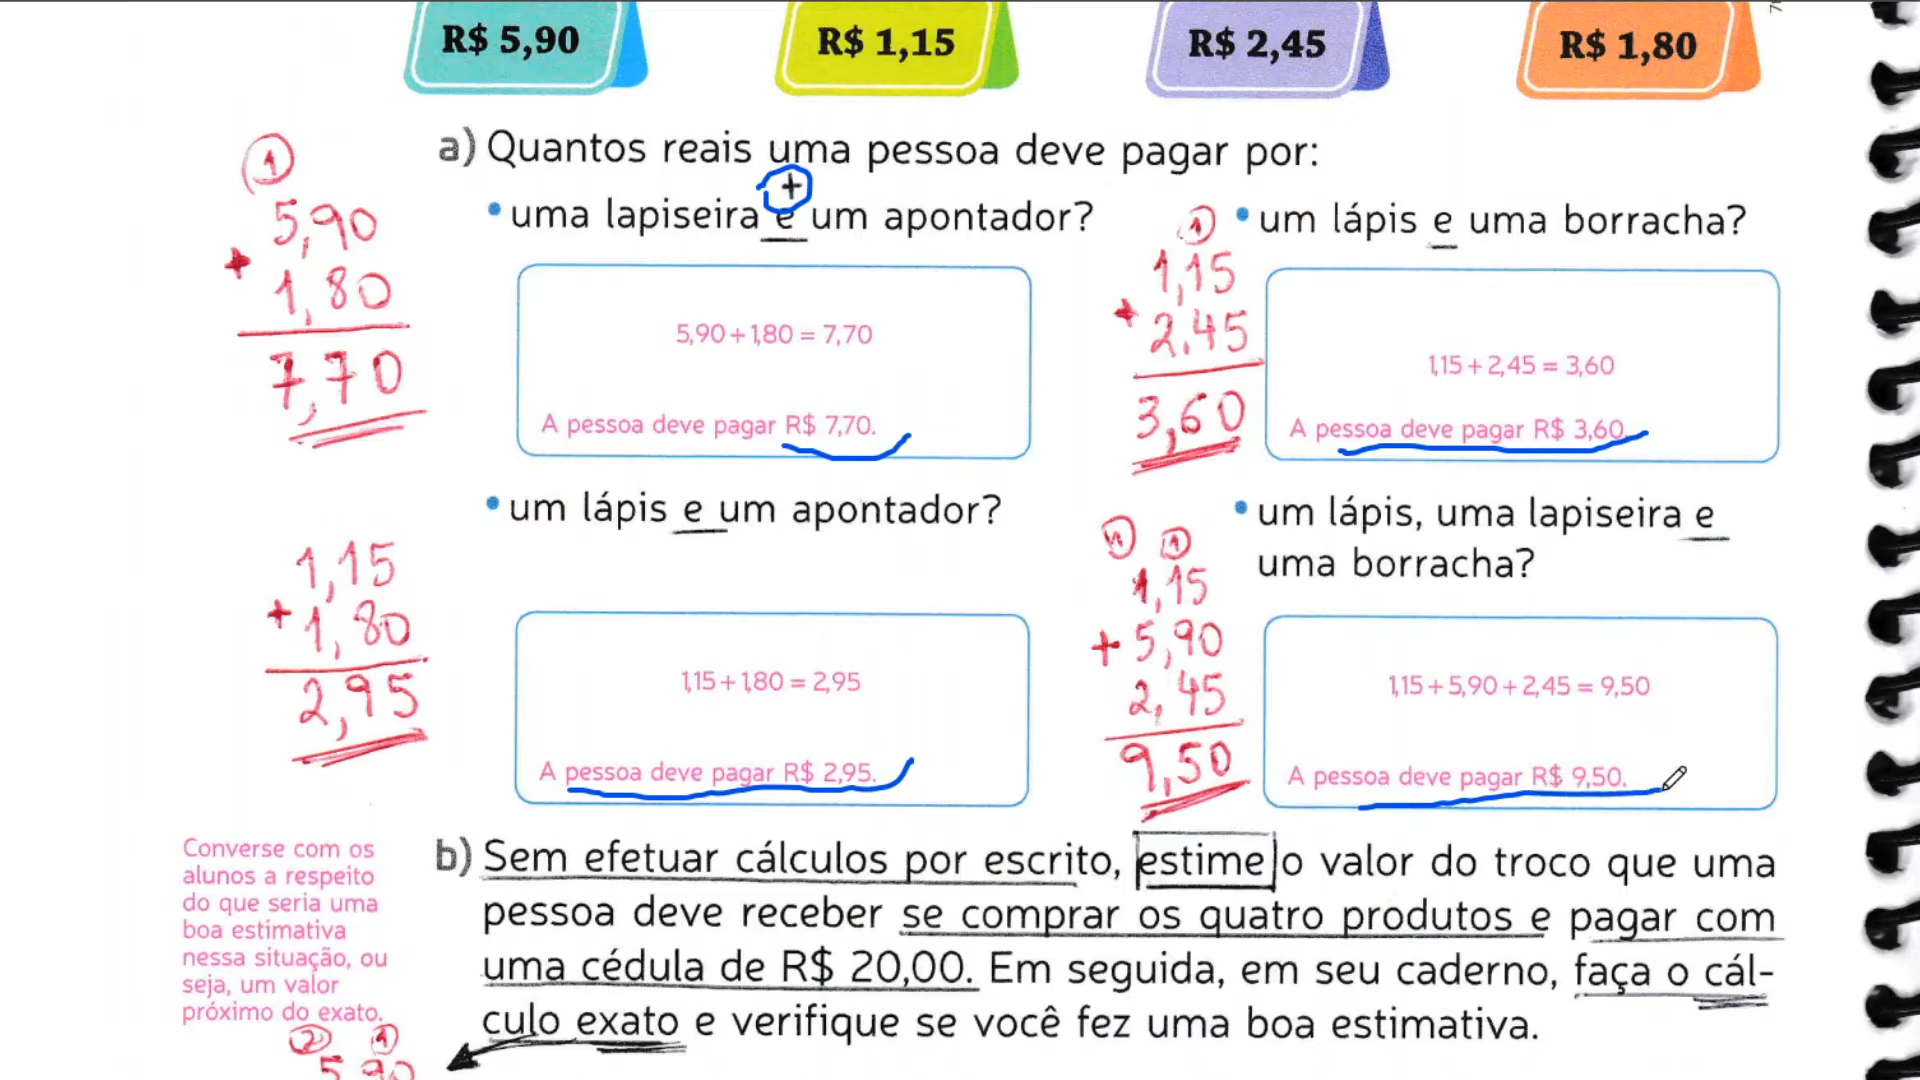 R$ 5,90
R$ 1,15
R$ 2,45
R$ 1,80
a) Quantos reais uma pessoa deve pagar por:
+
• uma lapiseira e um apontador?
1
5,90
+
1,80
7,70
5,90 + 1,80 = 7,70
A pessoa deve pagar R$ 7,70.
• um lápis e uma borracha?
1
1,15
+
2,45
3,60
1,15 + 2,45 = 3,60
A pessoa deve pagar R$ 3,60.
• um lápis e um apontador?
1,15
+ 1,80
2,95
1,15 + 1,80 = 2,95
A pessoa deve pagar R$ 2,95.
• um lápis, uma lapiseira e
uma borracha?
1 1
1,15
+ 5,90
2,45
9,50
1,15 + 5,90 + 2,45 = 9,50
A pessoa deve pagar R$ 9,50.
Converse com os
alunos a respeito
do que seria uma
boa estimativa
nessa situação, ou
seja, um valor
próximo do exato.
b) Sem efetuar cálculos por escrito, estime o valor do troco que uma
pessoa deve receber se comprar os quatro produtos e pagar com
uma cédula de R$ 20,00. Em seguida, em seu caderno, faça o cál-
culo exato e verifique se você fez uma boa estimativa.
2 1
5 90